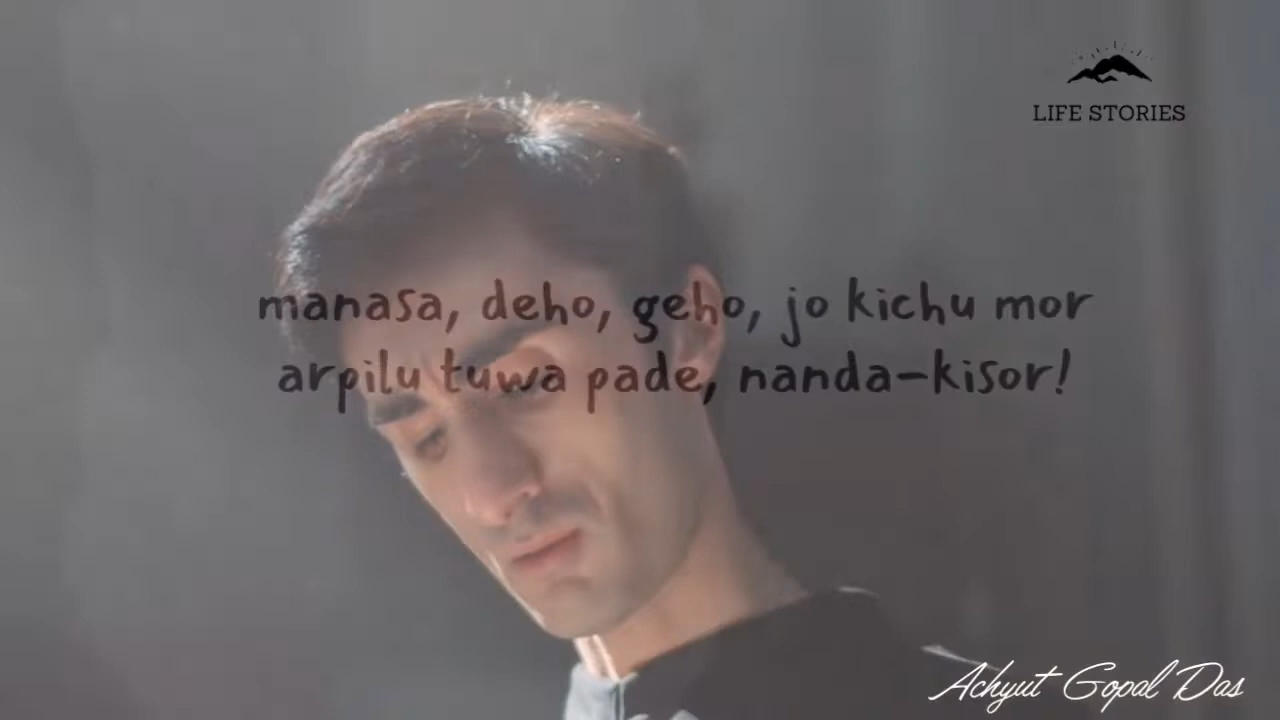 LIFE STORIES
manasa, deho, geho, jo kichu mor
arpilu tuwa pade, nanda-kisor!
Achyut Gopal Das